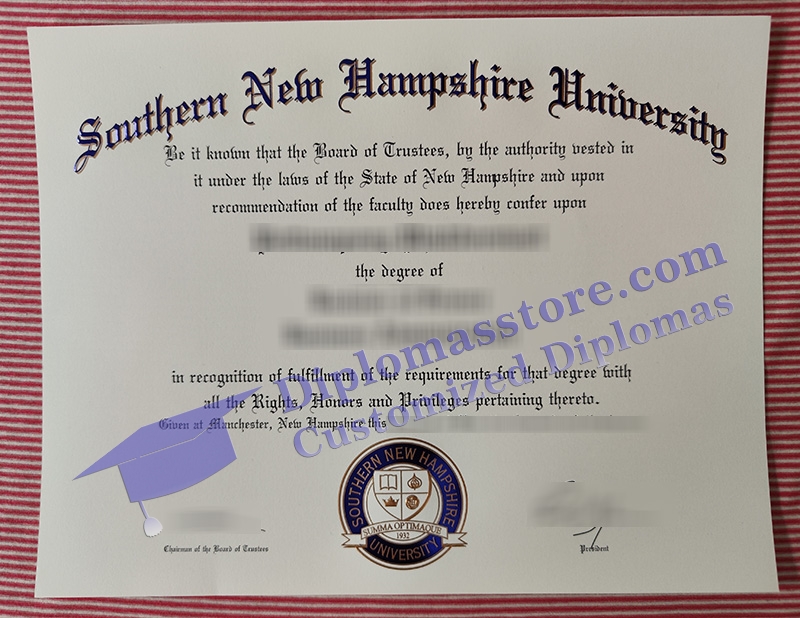 Southern New Hampshire University
Be it known that the Board of Trustees, by the authority vested in
it under the laws of the State of New Hampshire and upon
recommendation of the faculty does hereby confer upon
the degree of
in recognition of fulfillment of the requirements for that degree with
all the Rights, Honors and Privileges pertaining thereto.
Given at Manchester, New Hampshire this
Diplomasstore.com
Customized Diplomas
SOUTHERN NEW HAMPSHIRE
SUMMA OPTIMAQUE
1932
UNIVERSITY
Chairman of the Board of Trustees
President